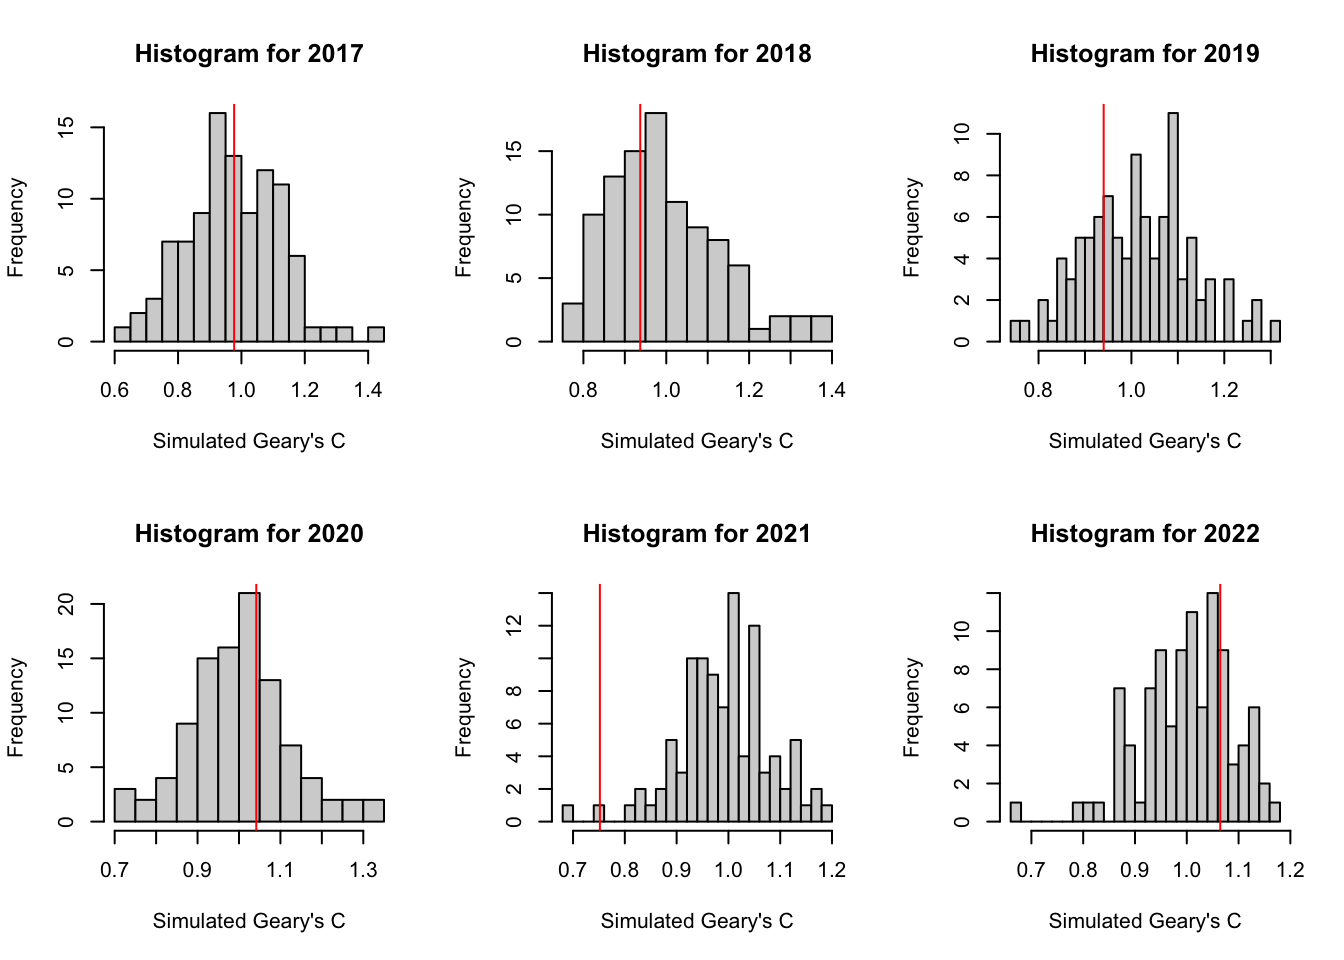 Histogram for 2017
Frequency
15
10
5
0
0.6 0.8 1.0 1.2 1.4
Simulated Geary's C
Histogram for 2018
Frequency
15
10
5
0
0.8 1.0 1.2 1.4
Simulated Geary's C
Histogram for 2019
Frequency
10
8
6
4
2
0
0.8 1.0 1.2
Simulated Geary's C
Histogram for 2020
Frequency
20
15
10
5
0
0.7 0.9 1.1 1.3
Simulated Geary's C
Histogram for 2021
Frequency
12
8
6
4
2
0
0.7 0.8 0.9 1.0 1.1 1.2
Simulated Geary's C
Histogram for 2022
Frequency
10
8
6
4
2
0
0.7 0.8 0.9 1.0 1.1 1.2
Simulated Geary's C